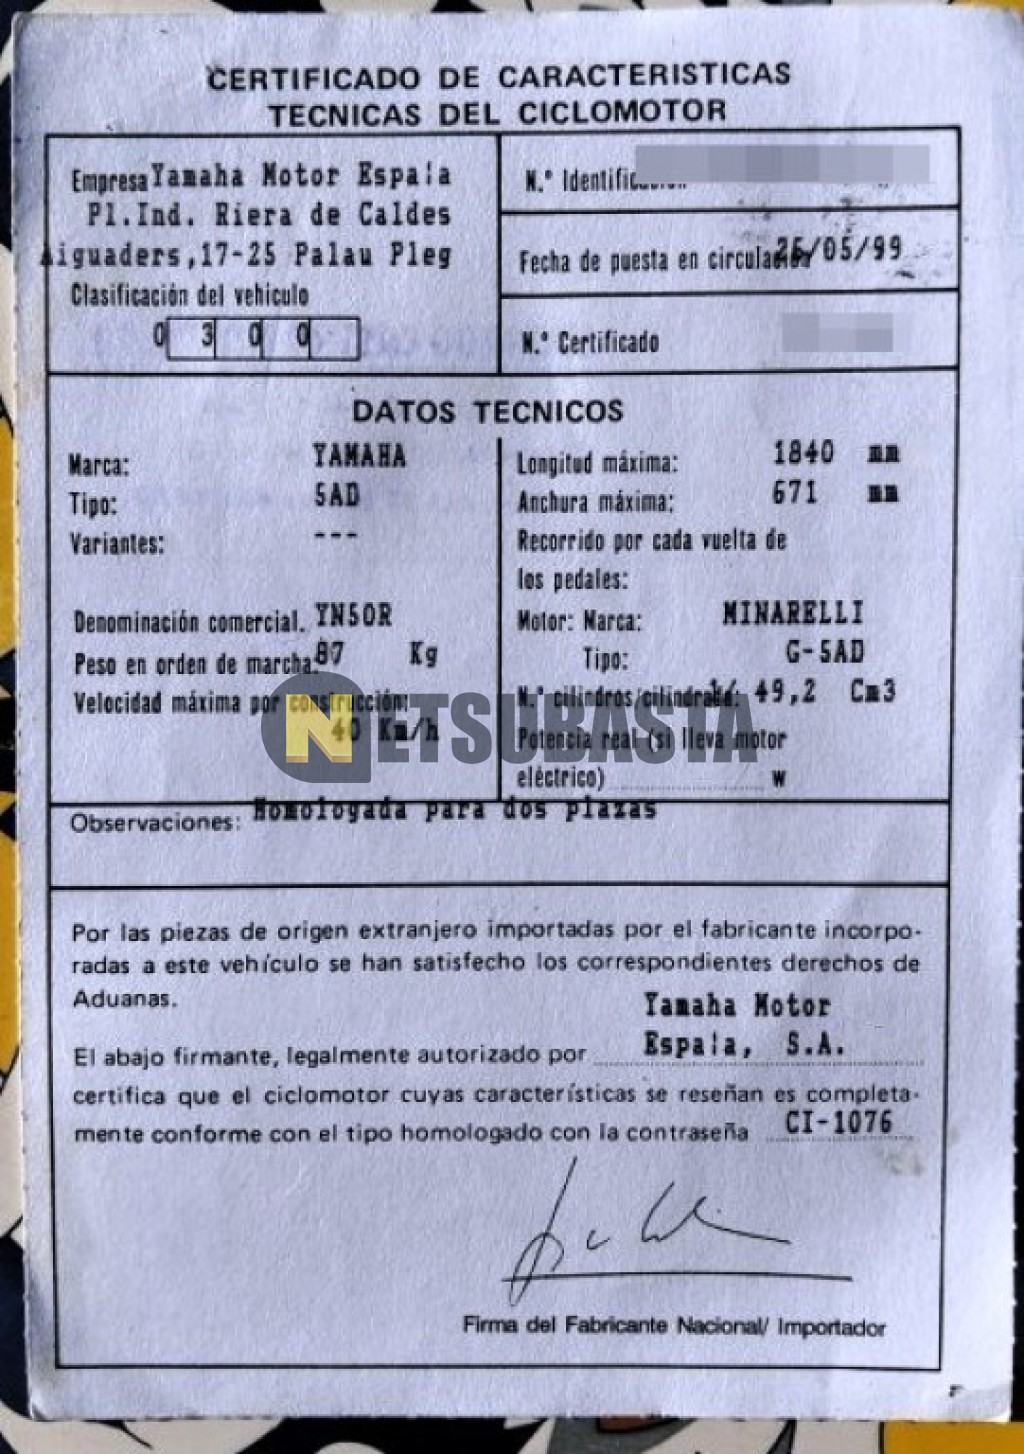 CERTIFICADO DE CARACTERISTICAS
TECNICAS DEL CICLOMOTOR
Empresa Yamaha Motor Espa|a
Pl.Ind. Riera de Caldes
Aiguaders,17-25 Palau Pleg
Clasificación del vehículo
0 3 0 0
N.° Identificación
Fecha de puesta en circulación 26/05/99
N.° Certificado
DATOS TECNICOS
Marca: YAMAHA
Tipo: 5AD
Variantes: ---
Denominación comercial. YN50R
Peso en orden de marcha: 87 Kg
Velocidad máxima por construcción:
40 Km/h
Longitud máxima: 1840 mm
Anchura máxima: 671 mm
Recorrido por cada vuelta de
los pedales:
Motor: Marca: MINARELLI
Tipo: G-5AD
N.° cilindros/cilindrada: 1/ 49,2 Cm3
Potencia real (si lleva motor
eléctrico) w
NETSUBASTA
Observaciones: Homologada para dos plazas
Por las piezas de origen extranjero importadas por el fabricante incorpo-
radas a este vehículo se han satisfecho los correspondientes derechos de
Aduanas.
Yamaha Motor
El abajo firmante, legalmente autorizado por Espa|a, S.A.
certifica que el ciclomotor cuyas características se reseñan es completa-
mente conforme con el tipo homologado con la contraseña CI-1076
Firma del Fabricante Nacional/ Importador